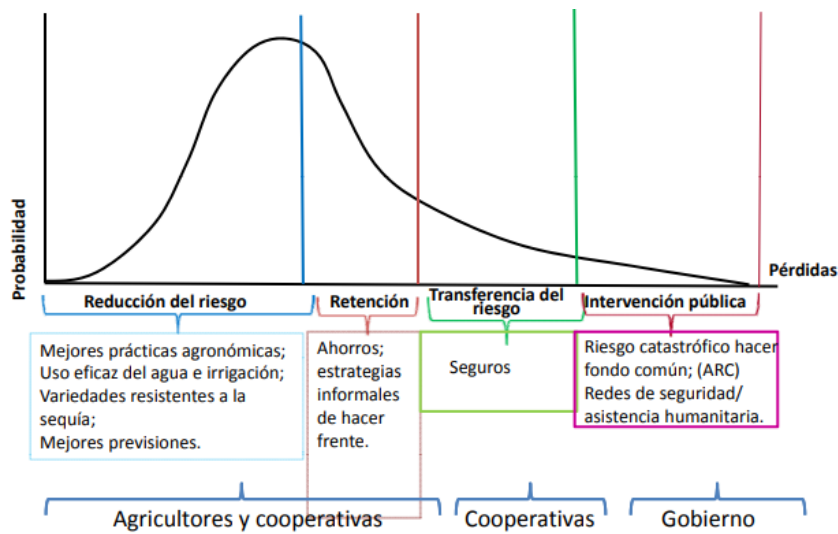 Probabilidad
Pérdidas
Reducción del riesgo
Retención
Transferencia del
riesgo
Intervención pública
Mejores prácticas agronómicas;
Uso eficaz del agua e irrigación;
Variedades resistentes a la
sequía;
Mejores previsiones.
Ahorros;
estrategias
informales
de hacer
frente.
Seguros
Riesgo catastrófico hacer
fondo común; (ARC)
Redes de seguridad/
asistencia humanitaria.
Agricultores y cooperativas
Cooperativas
Gobierno